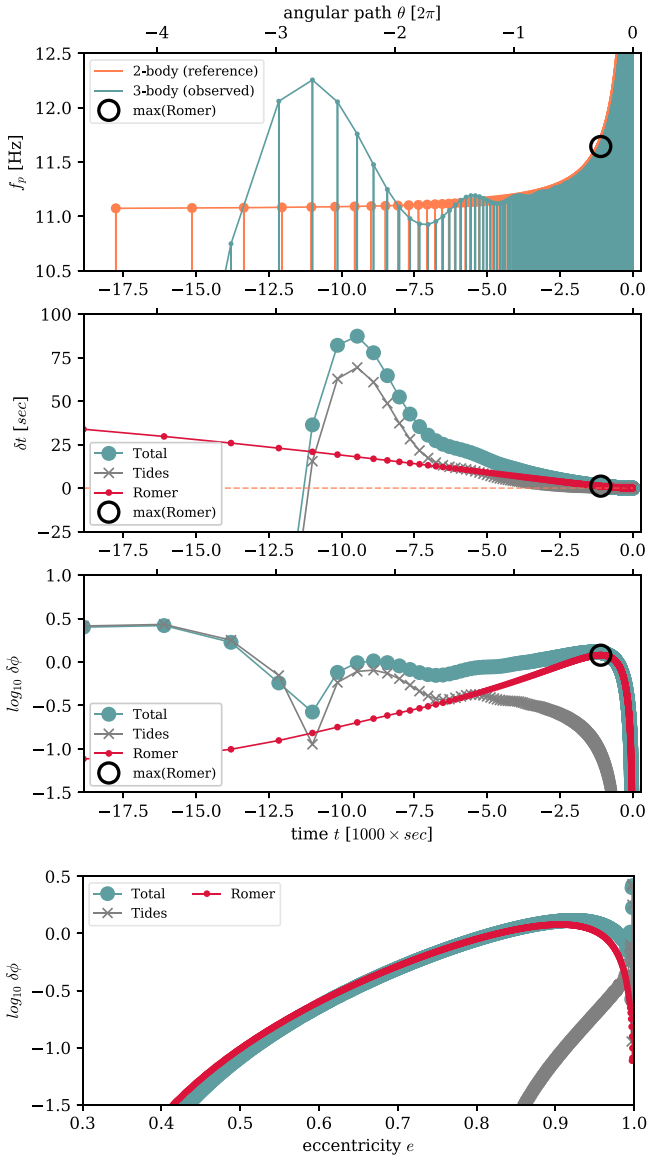 angular path θ [2π]
−4 −3 −2 −1 0
12.5
12.0
11.5
11.0
10.5
f_p [Hz]
2-body (reference)
3-body (observed)
max(Romer)
−17.5 −15.0 −12.5 −10.0 −7.5 −5.0 −2.5 0.0
100
75
50
25
0
−25
δt [sec]
Total
Tides
Romer
max(Romer)
−17.5 −15.0 −12.5 −10.0 −7.5 −5.0 −2.5 0.0
1.0
0.5
0.0
−0.5
−1.0
−1.5
log₁₀ δϕ
Total
Tides
Romer
max(Romer)
−17.5 −15.0 −12.5 −10.0 −7.5 −5.0 −2.5 0.0
time t [1000 × sec]
0.5
0.0
−0.5
−1.0
−1.5
log₁₀ δϕ
Total Romer
Tides
0.3 0.4 0.5 0.6 0.7 0.8 0.9 1.0
eccentricity e